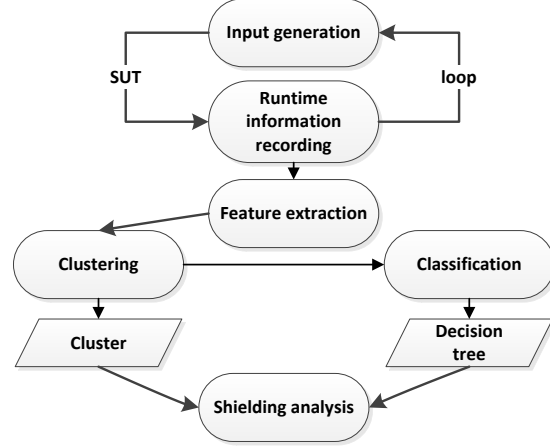 Input generation
SUT
loop
Runtime
information
recording
Feature extraction
Clustering
Classification
Cluster
Decision
tree
Shielding analysis